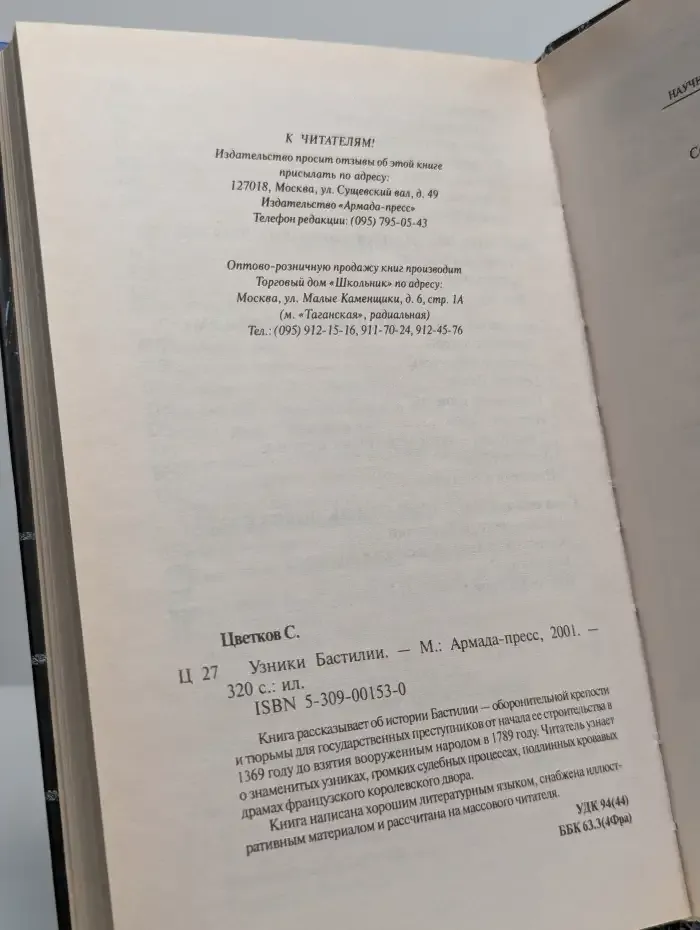 К ЧИТАТЕЛЯМ!
Издательство просит отзывы об этой книге
присылать по адресу:
127018, Москва, ул. Сущевский вал, д. 49
Издательство «Армада-пресс»
Телефон редакции: (095) 795-05-43
Оптово-розничную продажу книг производит
Торговый дом «Школьник» по адресу:
Москва, ул. Малые Каменщики, д. 6, стр. 1А
(м. «Таганская», радиальная)
Тел.: (095) 912-15-16, 911-70-24, 912-45-76
Цветков С.
Ц 27 Узники Бастилии. — М.: Армада-пресс, 2001. —
320 с.: ил.
ISBN 5-309-00153-0
Книга рассказывает об истории Бастилии — оборонительной крепости
и тюрьмы для государственных преступников от начала ее строительства в
1369 году до взятия вооруженным народом в 1789 году. Читатель узнает
о знаменитых узниках, громких судебных процессах, подлинных кровавых
драмах французского королевского двора.
Книга написана хорошим литературным языком, снабжена иллюст-
ративным материалом и рассчитана на массового читателя.
УДК 94(44)
ББК 63.3(4Фра)